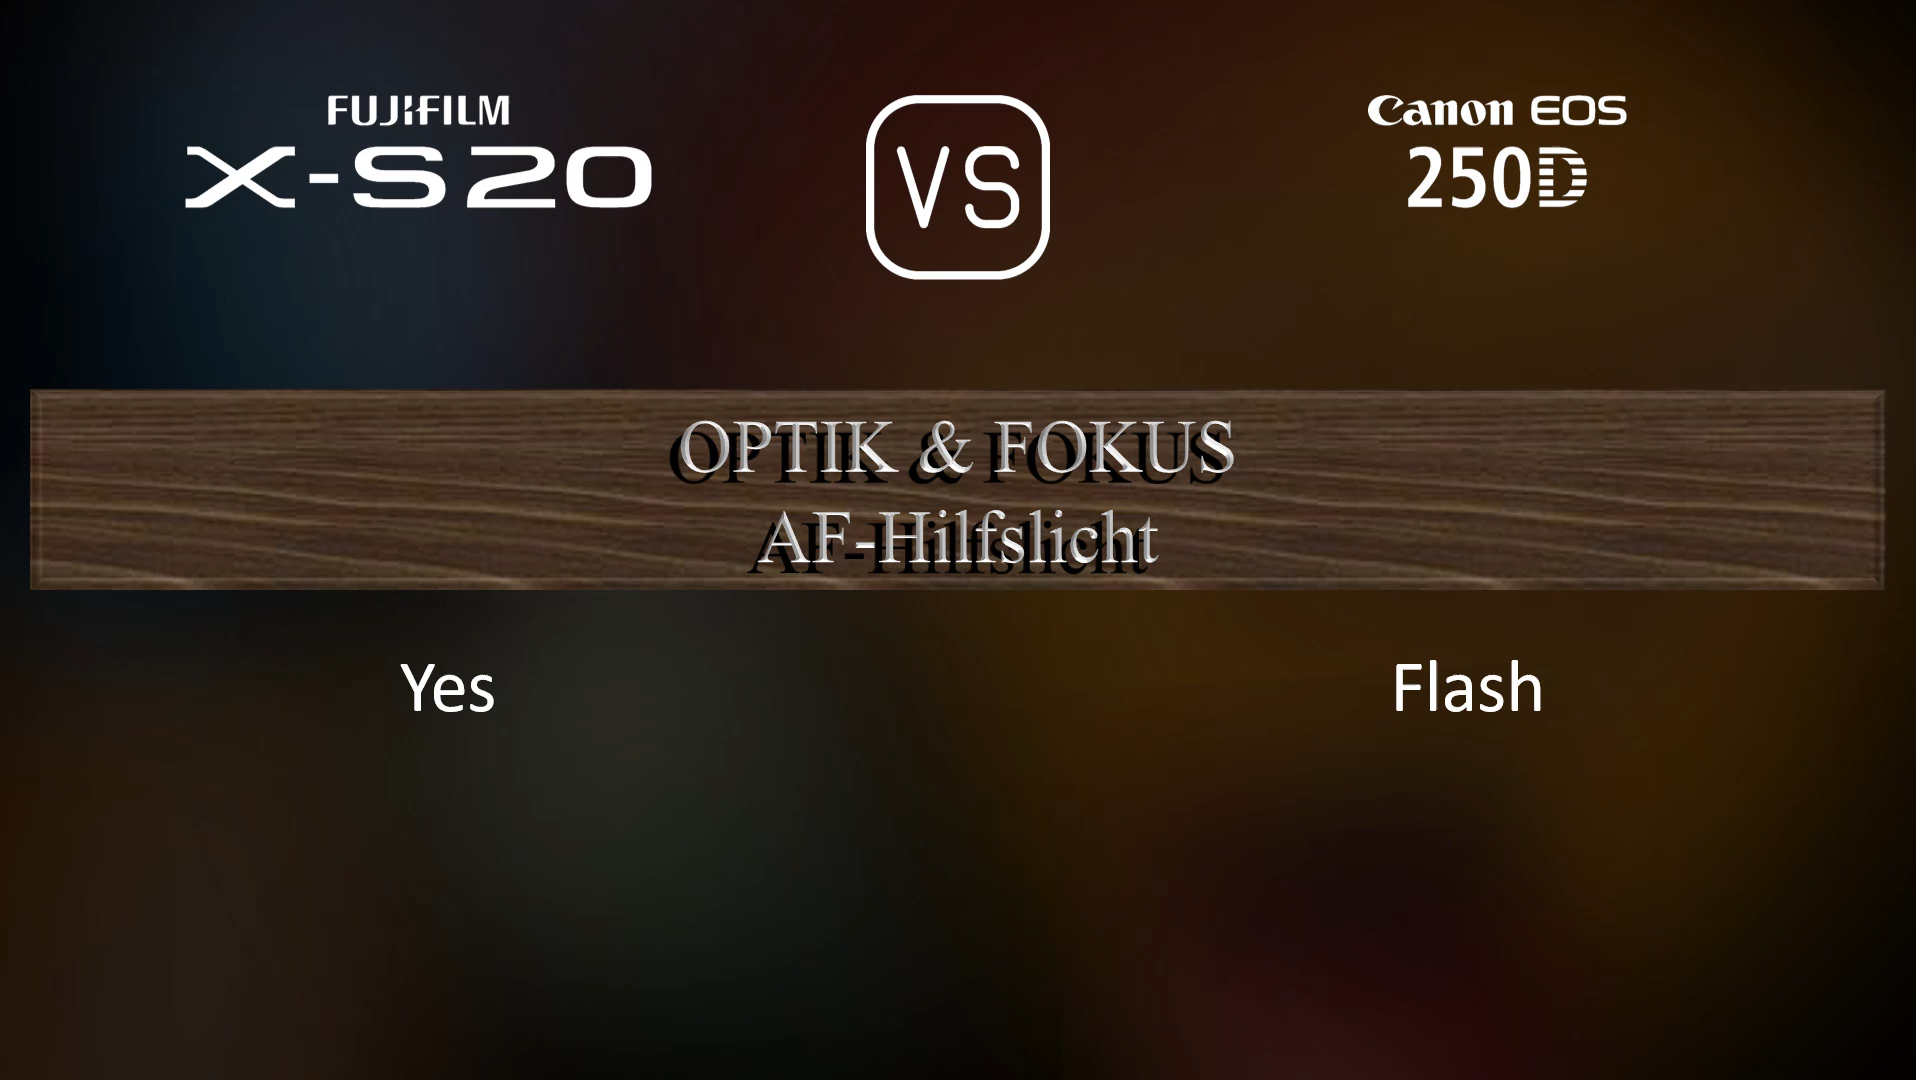 FUJIFILM
X-S20
VS
Canon EOS
250D
OPTIK & FOKUS
AF-Hilfslicht
Yes
Flash